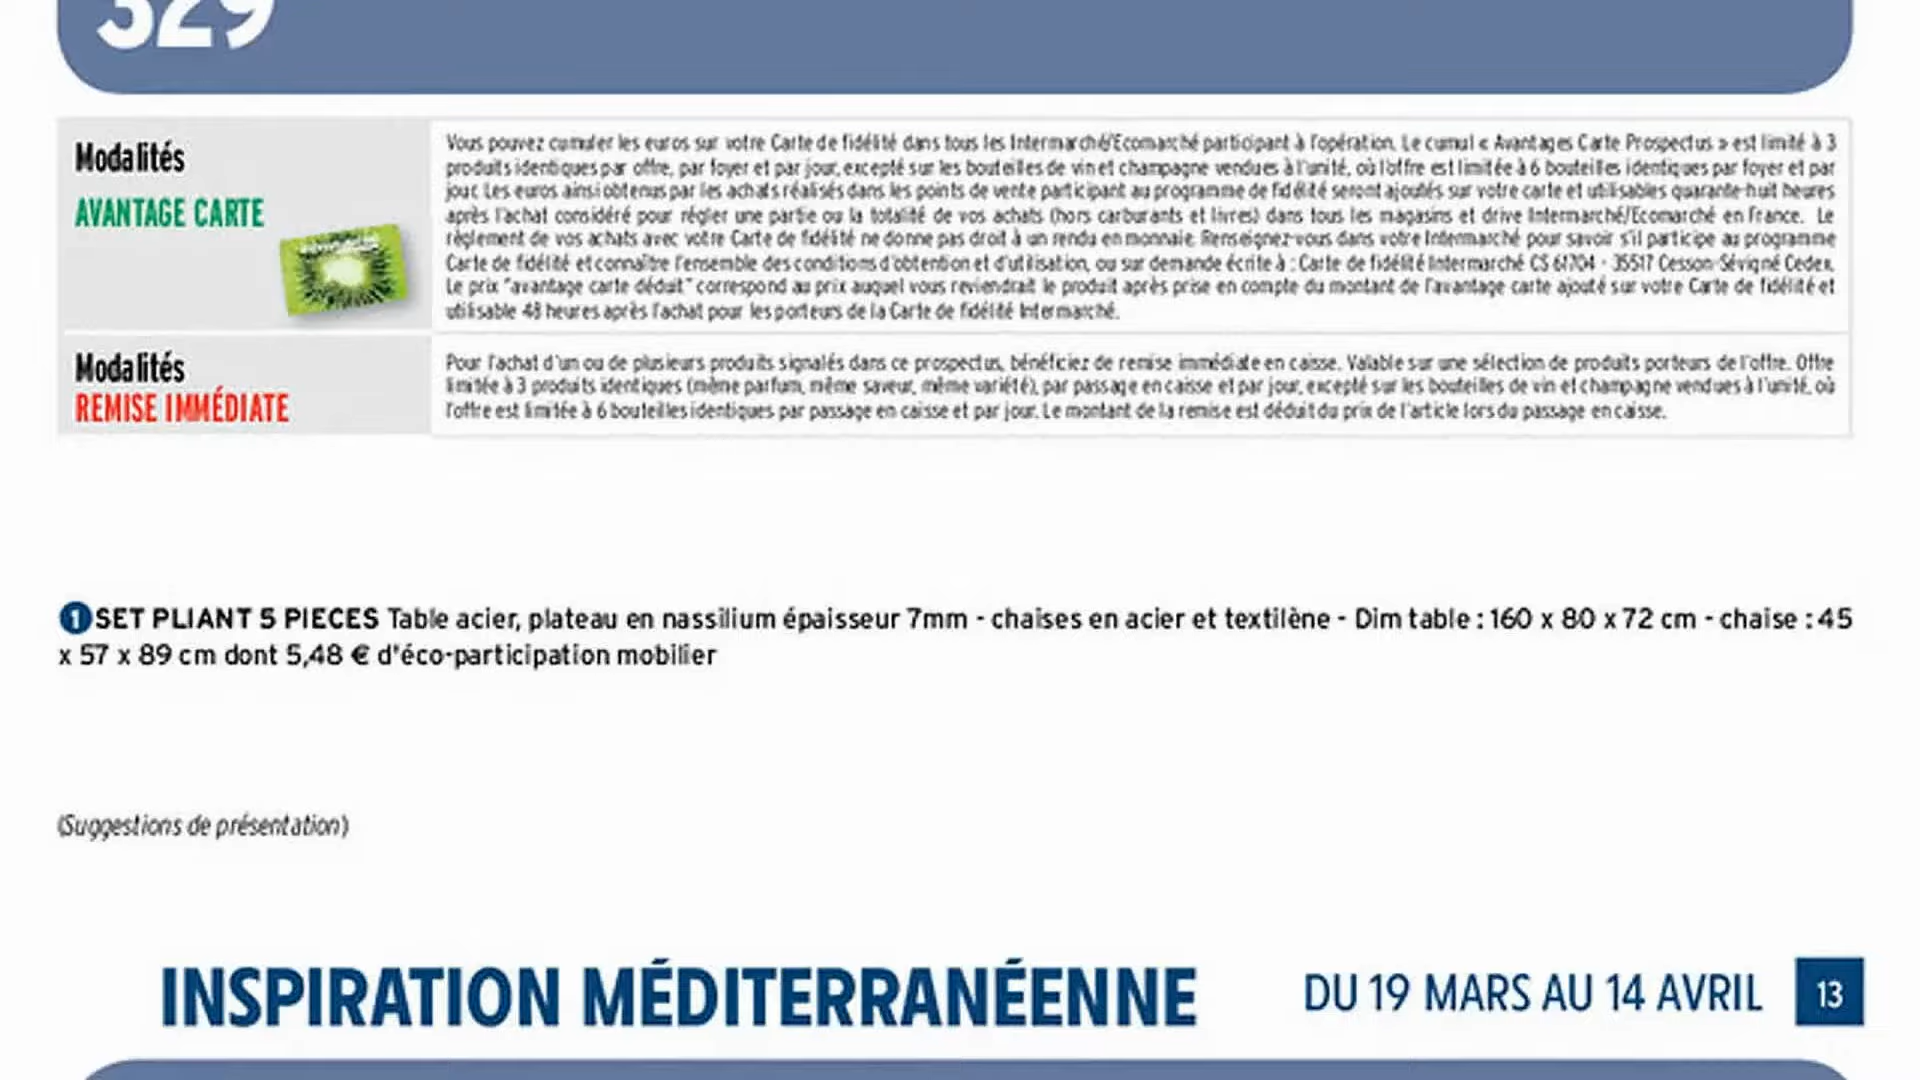 329
Modalités
AVANTAGE CARTE
Vous pouvez cumuler les euros sur votre Carte de fidélité dans tous les Intermarché/Ecomarché participant à l'opération. Le cumul « Avantages Carte Prospectus » est limité à 3
produits identiques par offre, par foyer et par jour, excepté sur les bouteilles de vin et champagne vendues à l'unité, où l'offre est limitée à 6 bouteilles identiques par foyer et par
jour. Les euros ainsi obtenus par les achats réalisés dans les points de vente participant au programme de fidélité seront ajoutés sur votre carte et utilisables quarante-huit heures
après l'achat considéré pour régler une partie ou la totalité de vos achats (hors carburants et livres) dans tous les magasins et drive Intermarché/Ecomarché en France. Le
règlement de vos achats avec votre Carte de fidélité ne donne pas droit à un rendu en monnaie. Renseignez-vous dans votre Intermarché pour savoir s'il participe au programme
Carte de fidélité et connaître l'ensemble des conditions d'obtention et d'utilisation, ou sur demande écrite à : Carte de fidélité Intermarché CS 61704 - 35517 Cesson-Sévigné Cedex.
Le prix "avantage carte déduit" correspond au prix auquel vous reviendrait le produit après prise en compte du montant de l'avantage carte ajouté sur votre Carte de fidélité et
utilisable 48 heures après l'achat pour les porteurs de la Carte de fidélité Intermarché.
Modalités
REMISE IMMÉDIATE
Pour l'achat d'un ou de plusieurs produits signalés dans ce prospectus, bénéficiez de remise immédiate en caisse. Valable sur une sélection de produits porteurs de l'offre. Offre
limitée à 3 produits identiques (même parfum, même saveur, même variété), par passage en caisse et par jour, excepté sur les bouteilles de vin et champagne vendues à l'unité, où
l'offre est limitée à 6 bouteilles identiques par passage en caisse et par jour. Le montant de la remise est déduit du prix de l'article lors du passage en caisse.
1 SET PLIANT 5 PIECES Table acier, plateau en nassilium épaisseur 7mm - chaises en acier et textilène - Dim table : 160 x 80 x 72 cm - chaise : 45
x 57 x 89 cm dont 5,48 € d'éco-participation mobilier
(Suggestions de présentation)
INSPIRATION MÉDITERRANÉENNE
DU 19 MARS AU 14 AVRIL
13